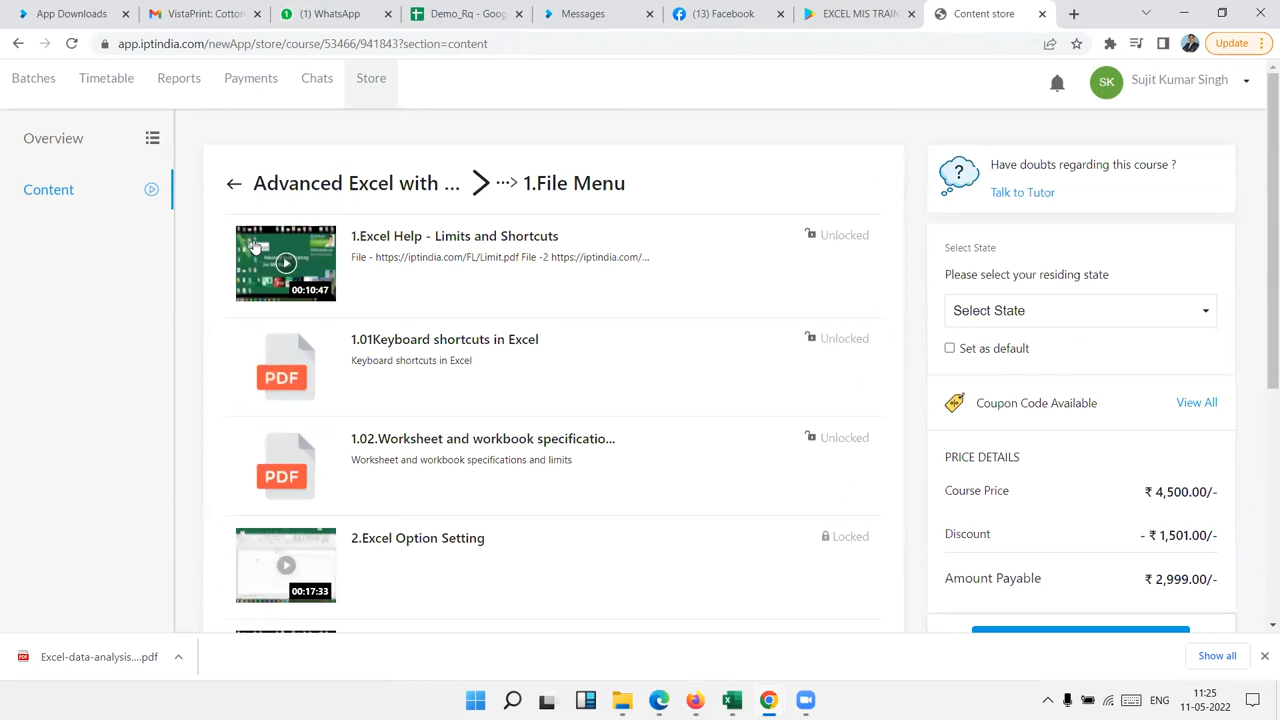 App Downloads
VistaPrint: Cotton
(1) WhatsApp
Demo_Rq - Goog
Messages
(13) Facebook
EXCEL MIS TRAIN
Content store
app.iptindia.com/newApp/store/course/53466/941843?section=content
Update
Batches
Timetable
Reports
Payments
Chats
Store
SK
Sujit Kumar Singh
Overview
Content
Advanced Excel with ...
1.File Menu
1.Excel Help - Limits and Shortcuts
File - https://iptindia.com/FL/Limit.pdf File -2 https://iptindia.com/...
Unlocked
00:10:47
1.01Keyboard shortcuts in Excel
Keyboard shortcuts in Excel
Unlocked
PDF
1.02.Worksheet and workbook specificatio...
Worksheet and workbook specifications and limits
Unlocked
PDF
2.Excel Option Setting
Locked
00:17:33
Have doubts regarding this course ?
Talk to Tutor
Select State
Please select your residing state
Select State
Set as default
Coupon Code Available
View All
PRICE DETAILS
Course Price
₹ 4,500.00/-
Discount
- ₹ 1,501.00/-
Amount Payable
₹ 2,999.00/-
Excel-data-analysis....pdf
Show all
ENG
11:25
11-05-2022